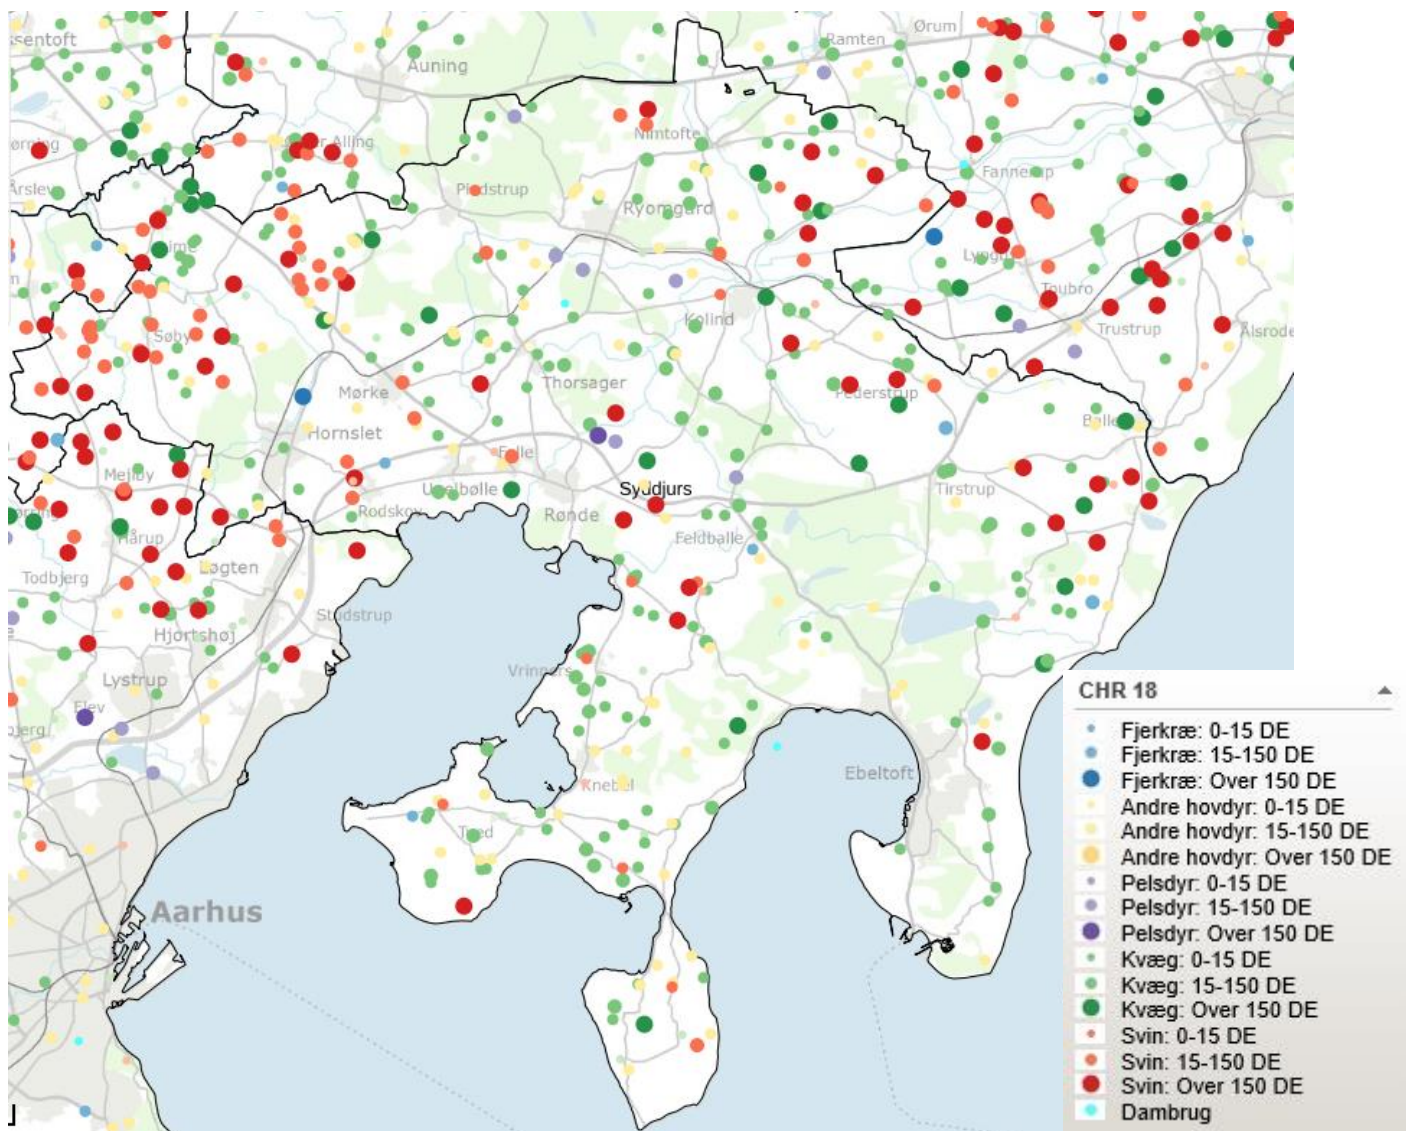 sentoft
Ørum
Ramten
Auning
Nimtofte
ørning
Alling
Fannerup
Årslev
Pindstrup
Ryomgård
ime
Lyngby
Toubro
Kolind
Trustrup
Ålsrode
Søby
Thorsager
Mørke
Pederstrup
Balle
Hornslet
Følle
Mejlby
Ugelbølle
Syddjurs
Tirstrup
Rodskov
Rønde
Feldballe
Hårup
Todbjerg
Løgten
Studstrup
Hjortshøj
Vrinners
Lystrup
Elev
bjerg
Ebeltoft
Knebel
Tved
Aarhus
CHR 18
Fjerkræ: 0-15 DE
Fjerkræ: 15-150 DE
Fjerkræ: Over 150 DE
Andre hovdyr: 0-15 DE
Andre hovdyr: 15-150 DE
Andre hovdyr: Over 150 DE
Pelsdyr: 0-15 DE
Pelsdyr: 15-150 DE
Pelsdyr: Over 150 DE
Kvæg: 0-15 DE
Kvæg: 15-150 DE
Kvæg: Over 150 DE
Svin: 0-15 DE
Svin: 15-150 DE
Svin: Over 150 DE
Dambrug